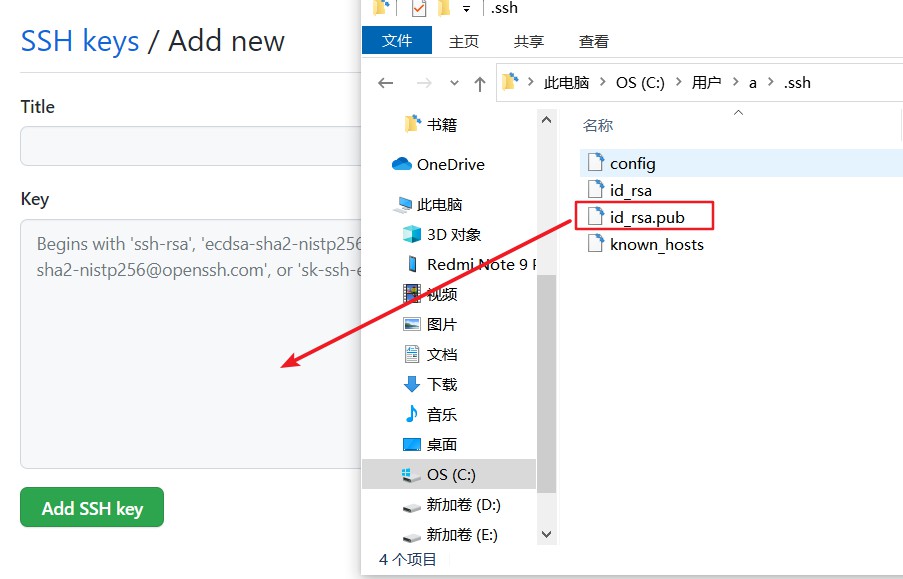 SSH keys / Add new
Title
Key
Begins with 'ssh-rsa', 'ecdsa-sha2-nistp256
sha2-nistp256@openssh.com', or 'sk-ssh-e
Add SSH key
.ssh
文件 主页 共享 查看
此电脑 > OS (C:) > 用户 > a > .ssh
书籍
OneDrive
此电脑
3D 对象
Redmi Note 9 P
视频
图片
文档
下载
音乐
桌面
OS (C:)
新加卷 (D:)
新加卷 (E:)
名称
config
id_rsa
id_rsa.pub
known_hosts
4 个项目